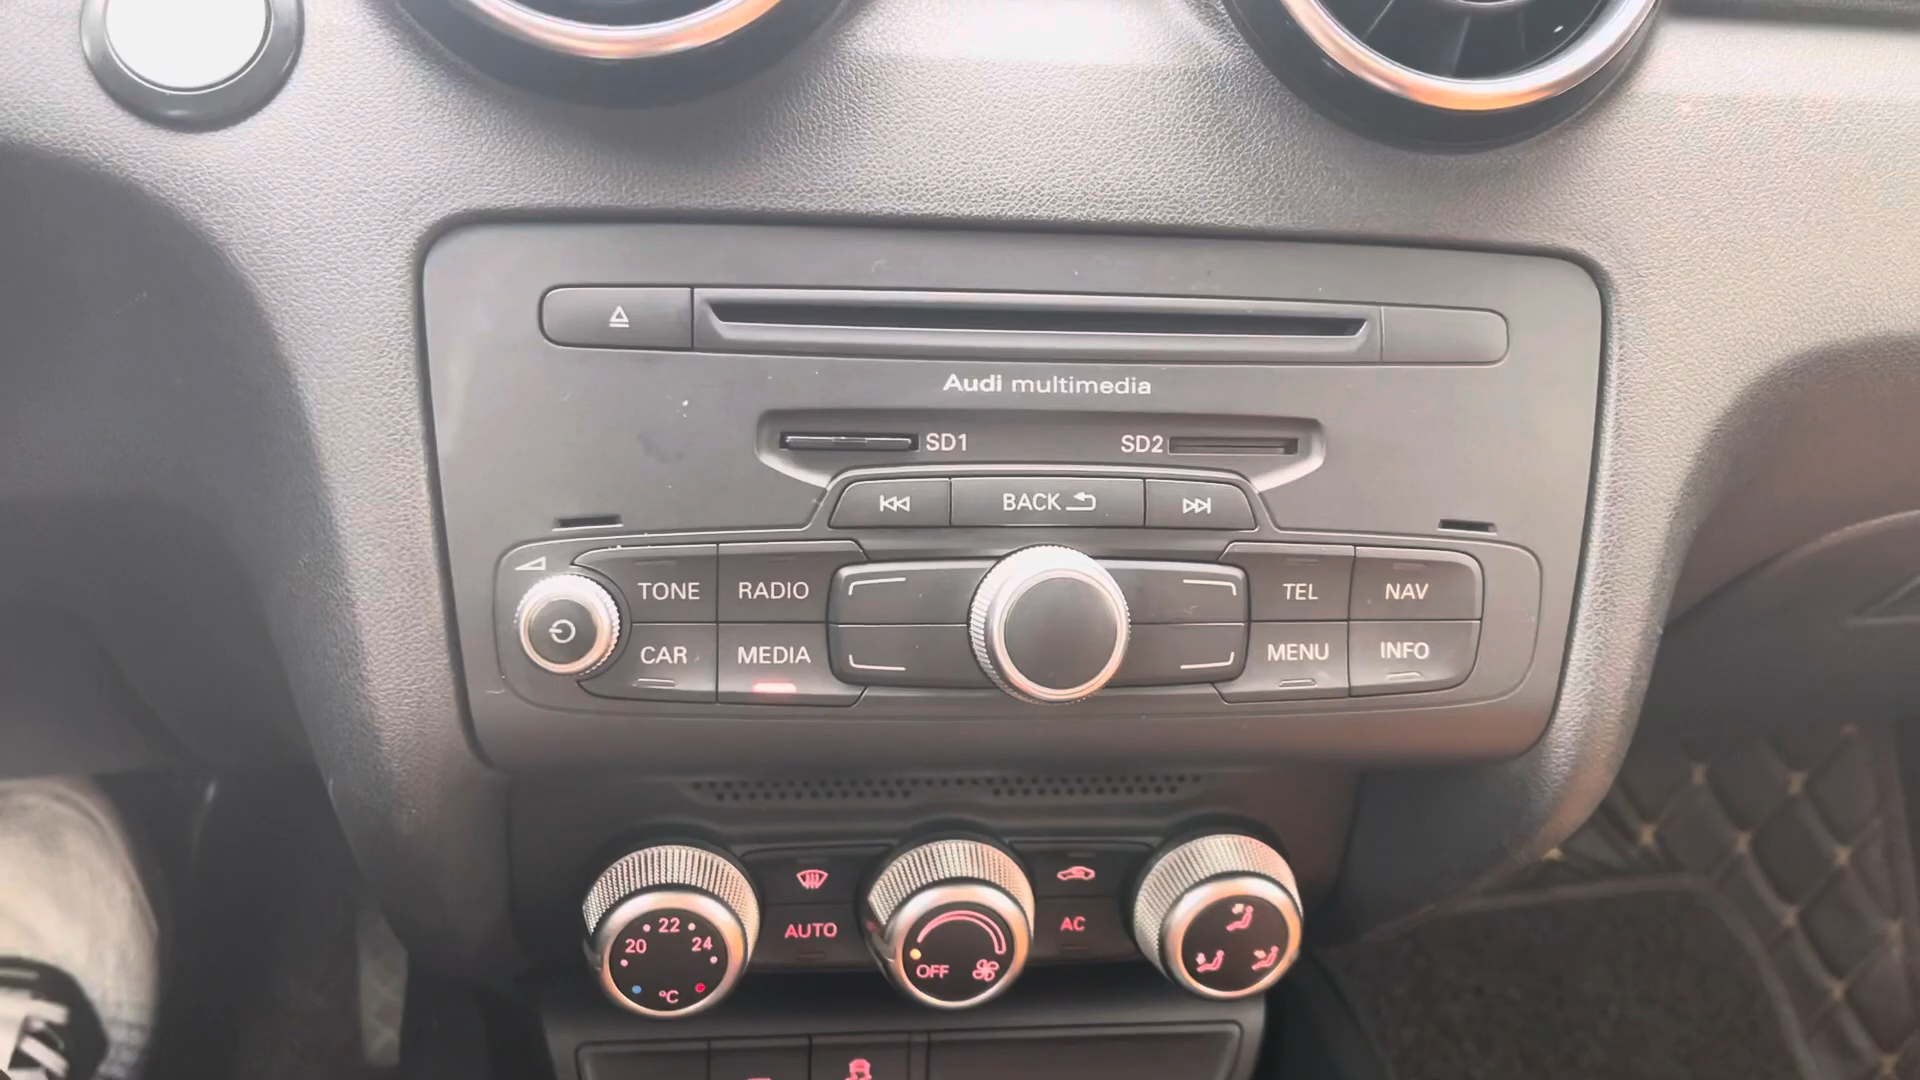 Audi multimedia
SD1 SD2
BACK
TONE RADIO TEL NAV
CAR MEDIA MENU INFO
22
20 24
°C
AUTO
OFF
AC